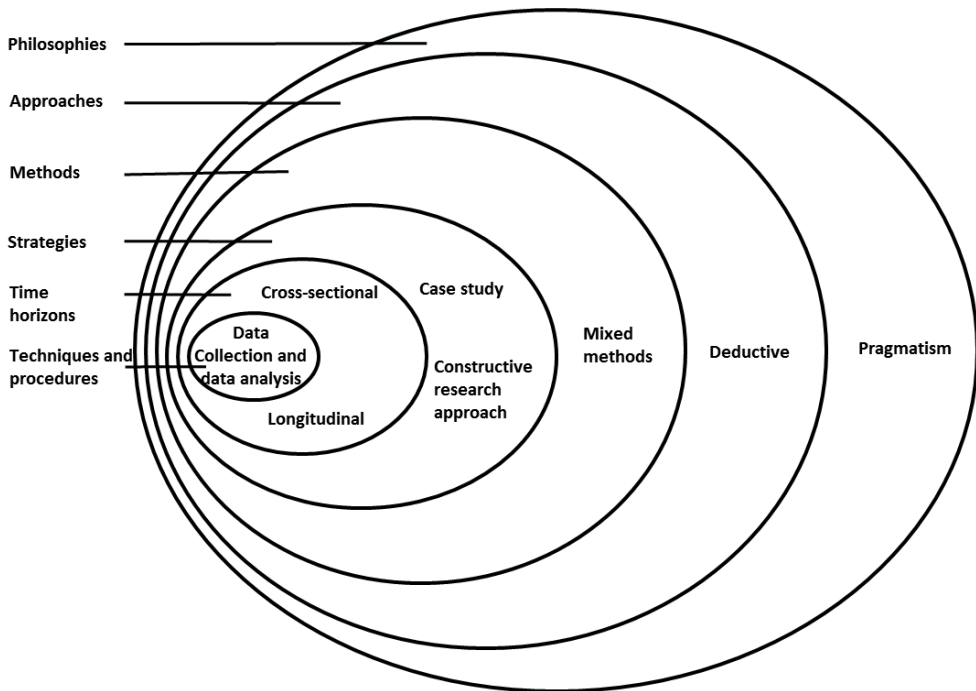 Philosophies
Approaches
Methods
Strategies
Time
horizons
Techniques and
procedures
Data
Collection and
data analysis
Cross-sectional
Longitudinal
Case study
Constructive
research
approach
Mixed
methods
Deductive
Pragmatism